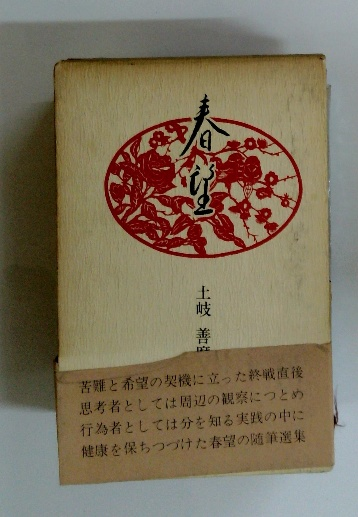 春望
土岐 善麿
苦難と希望の契機に立った終戦直後
思考者としては周辺の観察につとめ
行為者としては分を知る実践の中に
健康を保ちつづけた春望の随筆選集